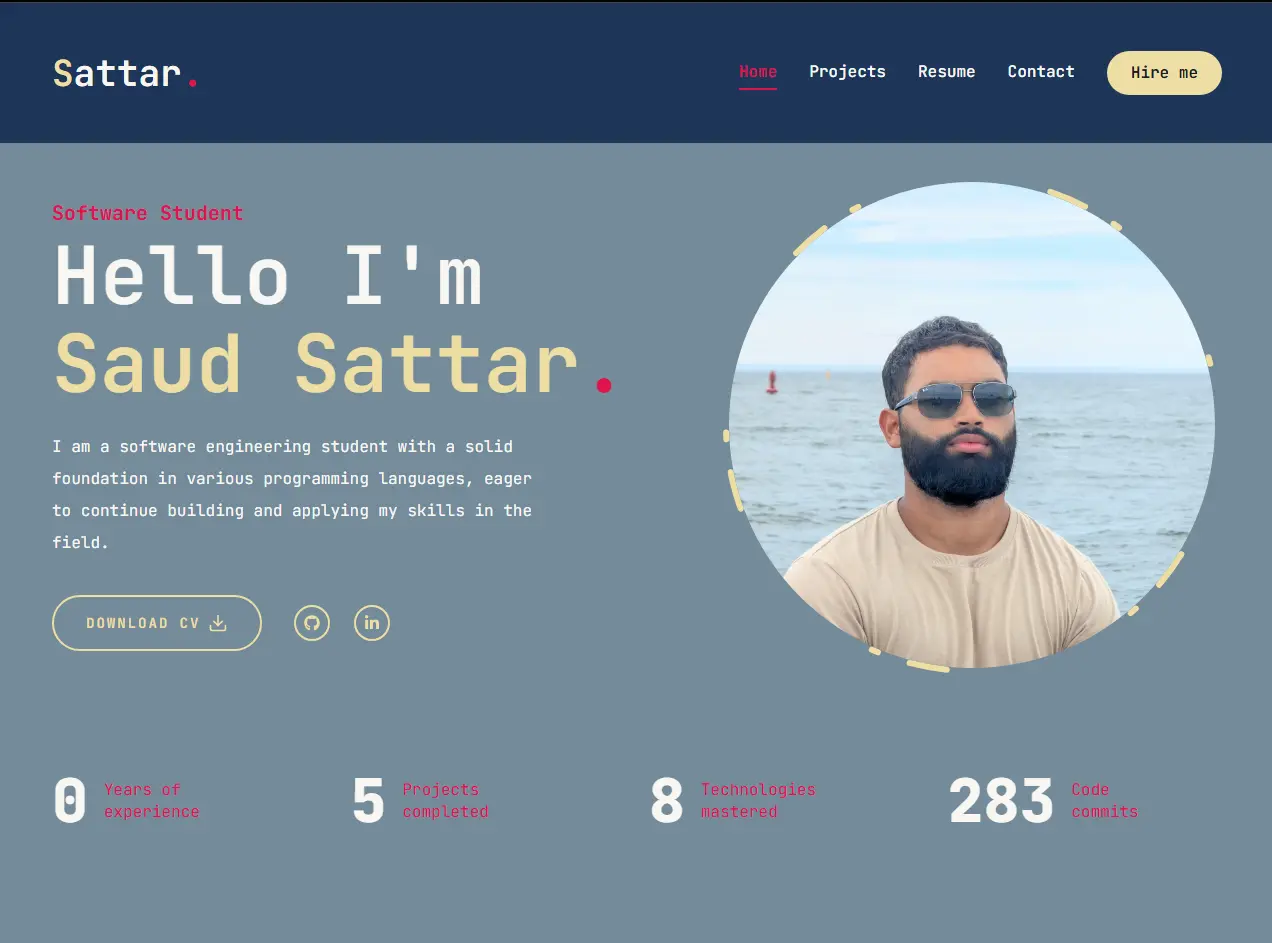 Sattar.
Home Projects Resume Contact Hire me
Software Student
Hello I'm
Saud Sattar.
I am a software engineering student with a solid
foundation in various programming languages, eager
to continue building and applying my skills in the
field.
DOWNLOAD CV in
0 Years of
experience
5 Projects
completed
8 Technologies
mastered
283 Code
commits